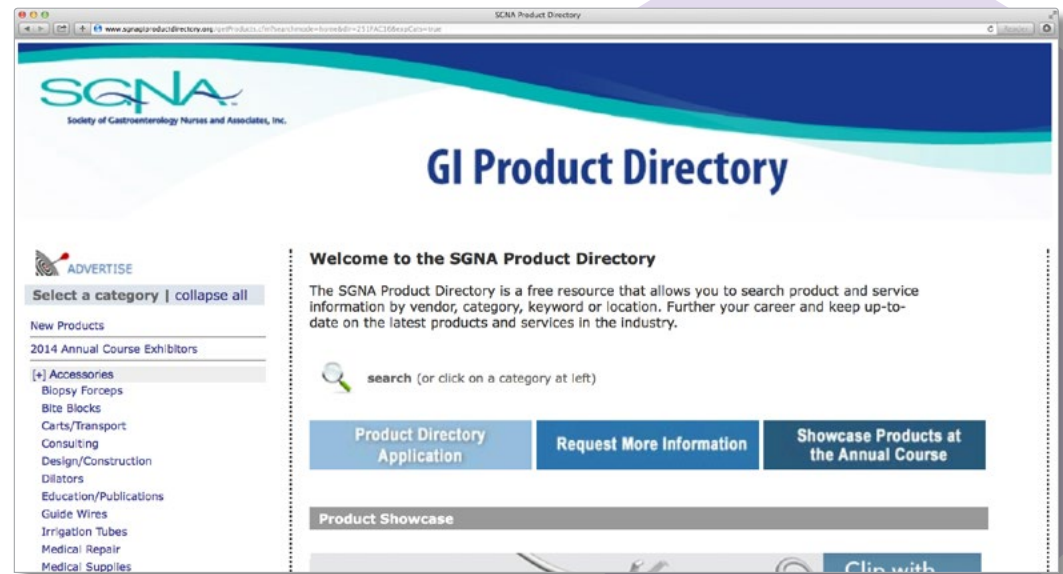 SGNA Product Directory
www.sgnagiproductdirectory.org
Reader
SGNA
Society of Gastroenterology Nurses and Associates, Inc.
GI Product Directory
ADVERTISE
Select a category | collapse all
New Products
2014 Annual Course Exhibitors
[+] Accessories
Biopsy Forceps
Bite Blocks
Carts/Transport
Consulting
Design/Construction
Dilators
Education/Publications
Guide Wires
Irrigation Tubes
Medical Repair
Medical Supplies
Welcome to the SGNA Product Directory
The SGNA Product Directory is a free resource that allows you to search product and service
information by vendor, category, keyword or location. Further your career and keep up-to-
date on the latest products and services in the industry.
search (or click on a category at left)
Product Directory
Application
Request More Information
Showcase Products at
the Annual Course
Product Showcase
Clip with